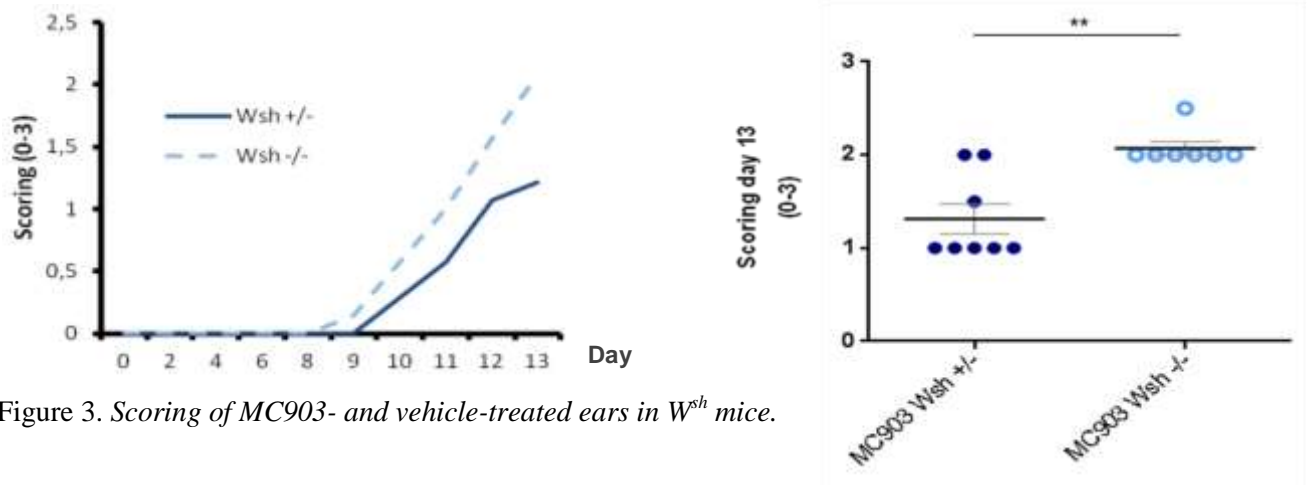 2,5
2
1,5
1
0,5
0
Scoring (0-3)
Wsh +/-
Wsh -/-
0 2 4 6 8 9 10 11 12 13
Day
Figure 3. Scoring of MC903- and vehicle-treated ears in Wsh mice.
**
3
2
1
0
Scoring day 13
(0-3)
MC903 Wsh +/-
MC903 Wsh -/-